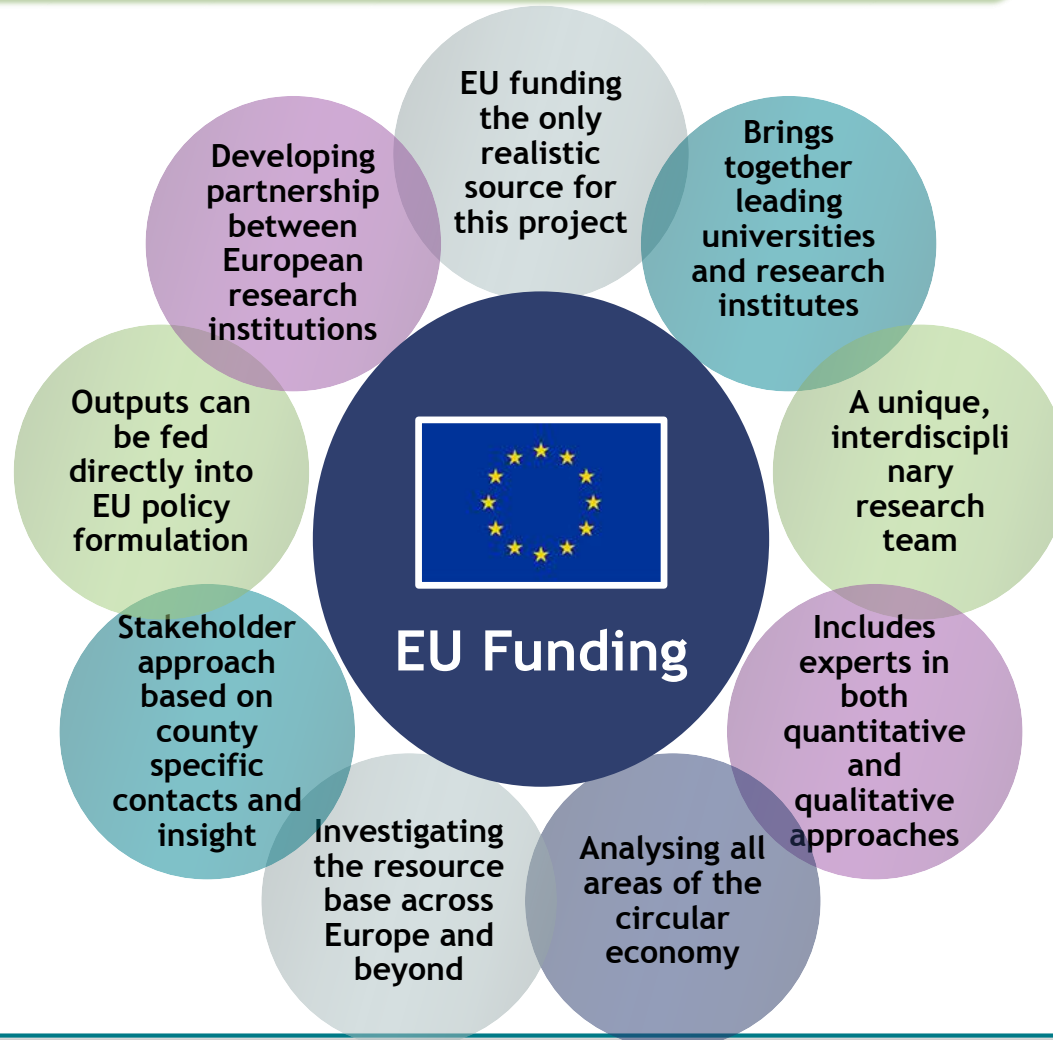 EU funding
the only
realistic
source for
this project
Brings
together
leading
universities
and research
institutes
A unique,
interdiscipli
nary
research
team
Includes
experts in
both
quantitative
and
qualitative
approaches
Analysing all
areas of the
circular
economy
Investigating
the resource
base across
Europe and
beyond
Stakeholder
approach
based on
county
specific
contacts and
insight
Outputs can
be fed
directly into
EU policy
formulation
Developing
partnership
between
European
research
institutions
EU Funding